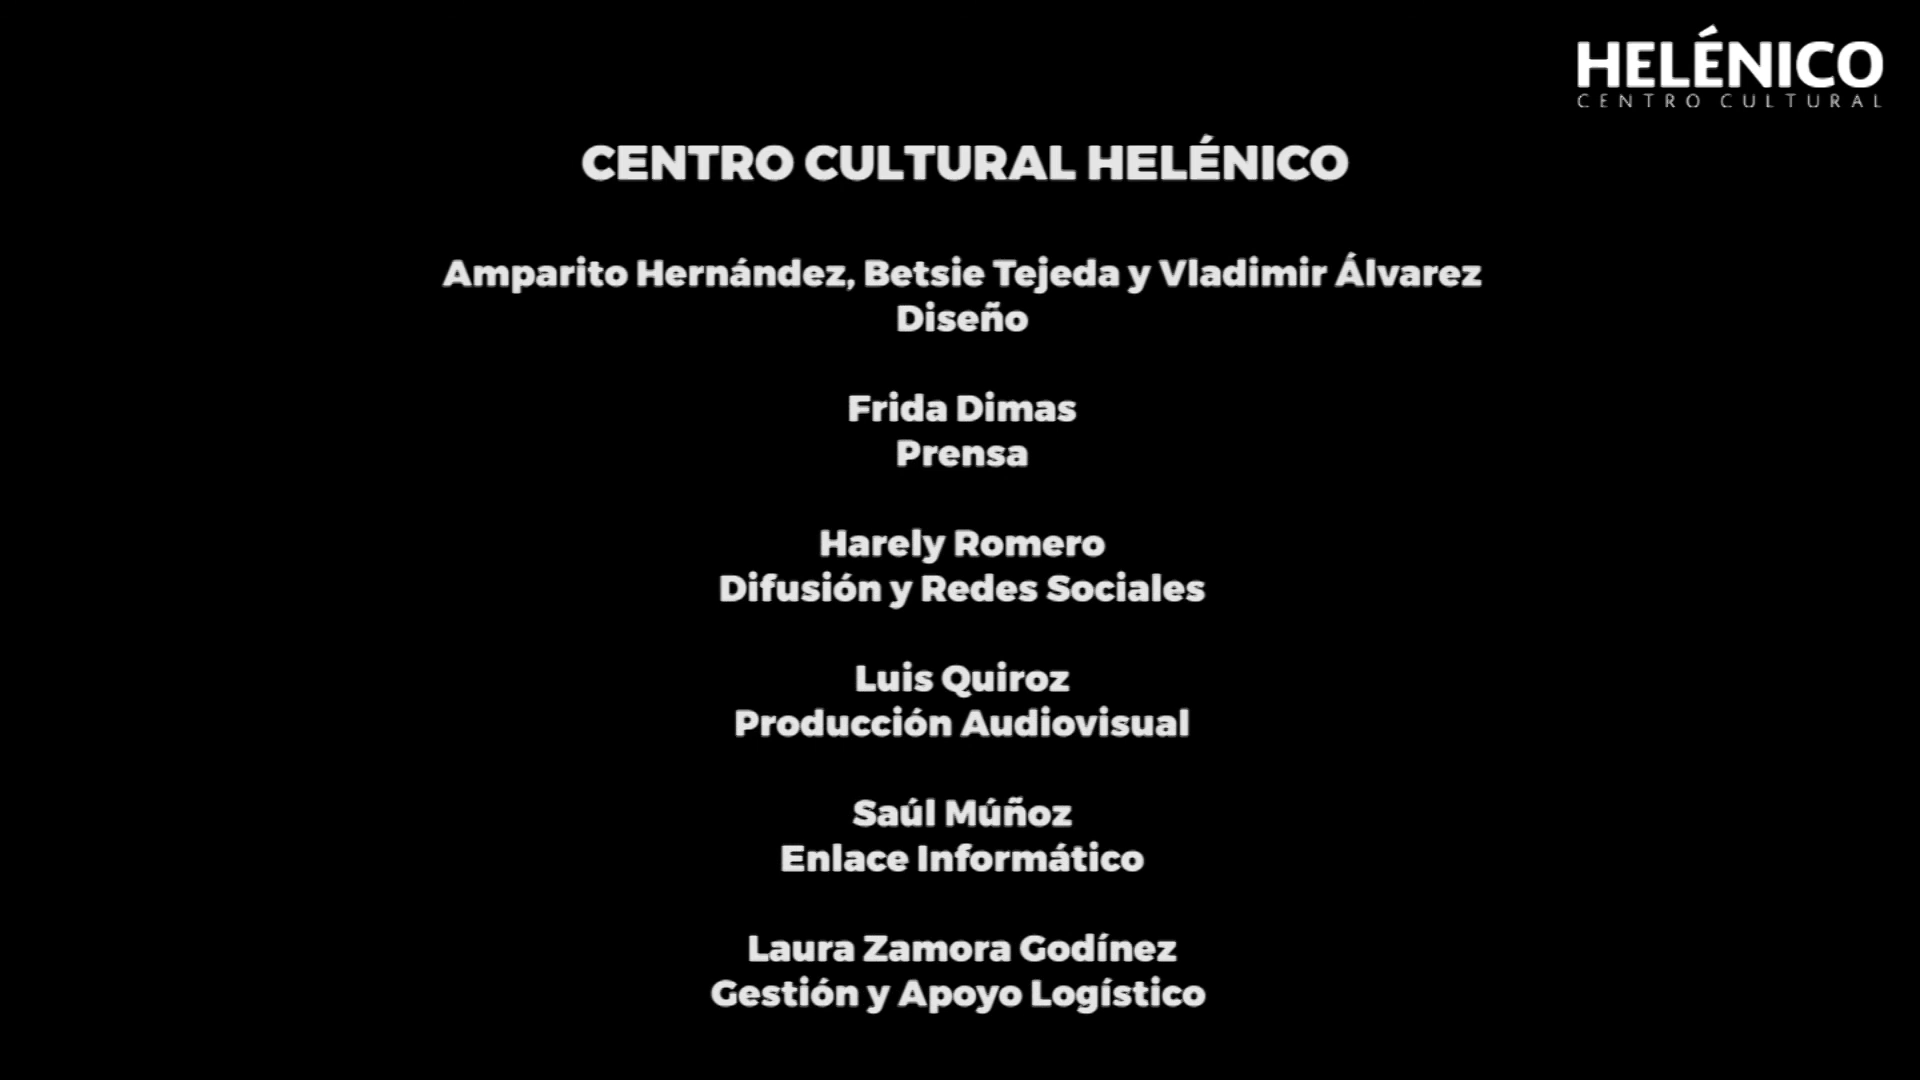 HELÉNICO
CENTRO CULTURAL
CENTRO CULTURAL HELÉNICO
Amparito Hernández, Betsie Tejeda y Vladimir Álvarez
Diseño
Frida Dimas
Prensa
Harely Romero
Difusión y Redes Sociales
Luis Quiroz
Producción Audiovisual
Saúl Múñoz
Enlace Informático
Laura Zamora Godínez
Gestión y Apoyo Logístico